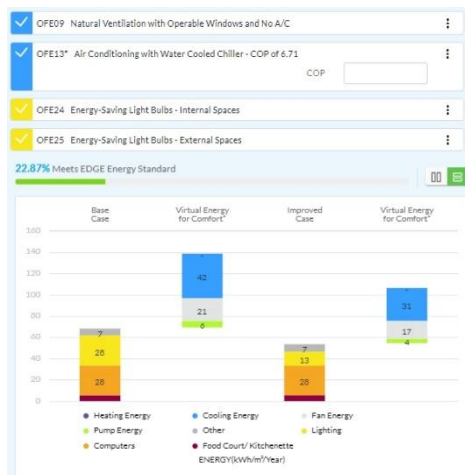 OFE09 Natural Ventilation with Operable Windows and No A/C
OFE13* Air Conditioning with Water Cooled Chiller - COP of 6.71
COP
OFE24 Energy-Saving Light Bulbs - Internal Spaces
OFE25 Energy-Saving Light Bulbs - External Spaces
22.87% Meets EDGE Energy Standard
Base Case
Virtual Energy for Comfort*
Improved Case
Virtual Energy for Comfort*
160
140
120
100
80
60
40
20
0
7
28
28
42
21
6
7
13
28
31
17
4
Heating Energy
Cooling Energy
Fan Energy
Pump Energy
Other
Lighting
Computers
Food Court/ Kitchenette
ENERGY(kWh/m²/Year)